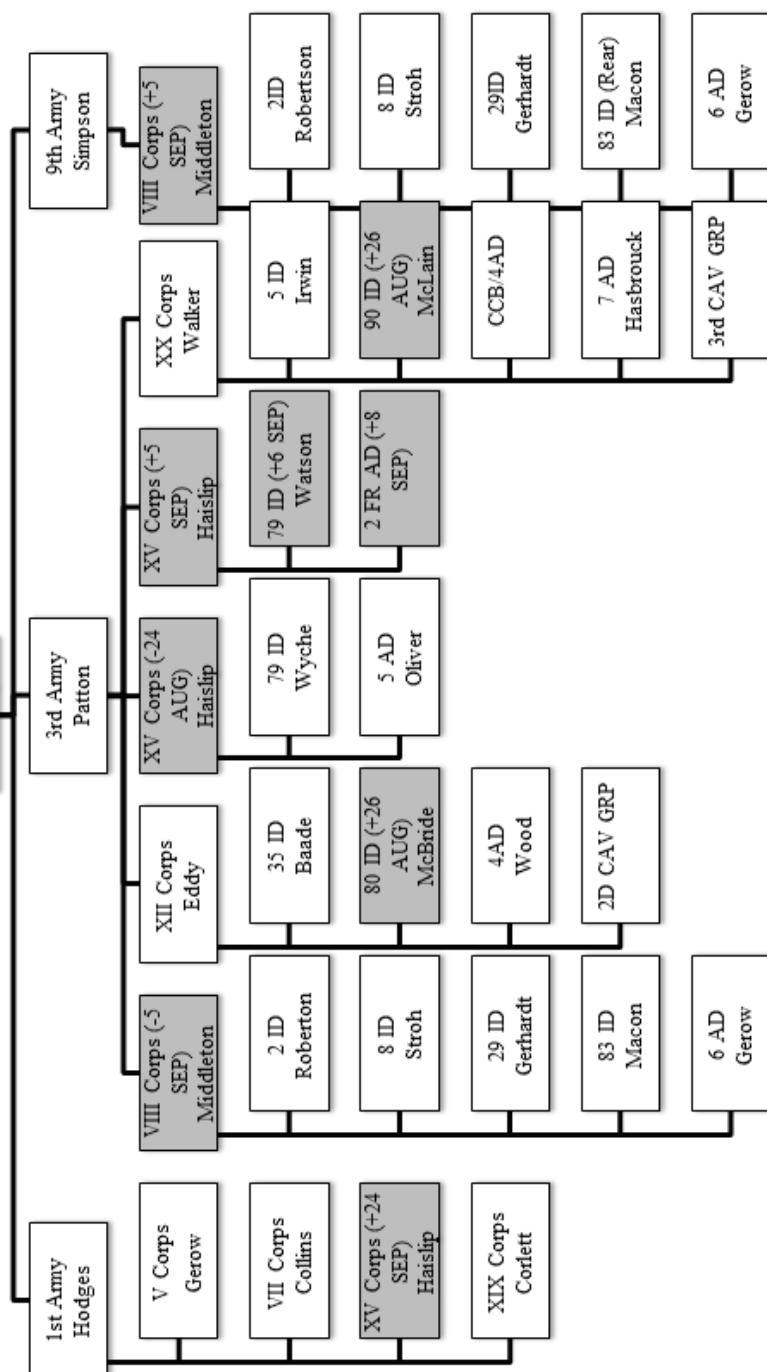 1st Army
Hodges
V Corps
Gerow
VII Corps
Collins
XV Corps (+24
SEP)
Haislip
XIX Corps
Corlett
3rd Army
Patton
VIII Corps (-5
SEP)
Middleton
2 ID
Roberton
8 ID
Stroh
29 ID
Gerhardt
83 ID
Macon
6 AD
Gerow
XII Corps
Eddy
35 ID
Baade
80 ID (+26
AUG)
McBride
4AD
Wood
2D CAV GRP
XV Corps (-24
AUG)
Haislip
79 ID
Wyche
5 AD
Oliver
XV Corps (+5
SEP)
Haislip
79 ID (+6 SEP)
Watson
2 FR AD (+8
SEP)
XX Corps
Walker
5 ID
Irwin
90 ID (+26
AUG)
McLain
CCB/4AD
7 AD
Hasbrouck
3rd CAV GRP
9th Army
Simpson
VIII Corps (+5
SEP)
Middleton
2ID
Robertson
8 ID
Stroh
29ID
Gerhardt
83 ID (Rear)
Macon
6 AD
Gerow